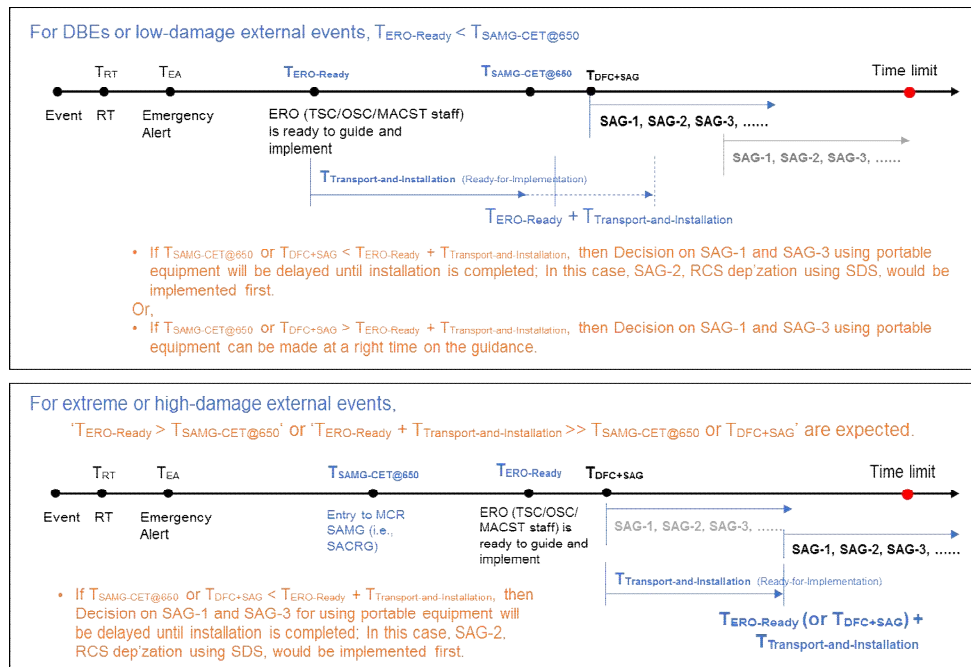 For DBEs or low-damage external events, TERO-Ready < TSAMG-CET@650
TRT TEA TERO-Ready TSAMG-CET@650 TDFC+SAG Time limit
Event RT Emergency Alert
ERO (TSC/OSC/MACST staff)
is ready to guide and
implement
SAG-1, SAG-2, SAG-3, ......
SAG-1, SAG-2, SAG-3, ......
TTransport-and-Installation (Ready-for-Implementation)
TERO-Ready + TTransport-and-Installation
• If TSAMG-CET@650 or TDFC+SAG < TERO-Ready + TTransport-and-Installation, then Decision on SAG-1 and SAG-3 using portable
equipment will be delayed until installation is completed; In this case, SAG-2, RCS dep'zation using SDS, would be
implemented first.
Or,
• If TSAMG-CET@650 or TDFC+SAG > TERO-Ready + TTransport-and-Installation, then Decision on SAG-1 and SAG-3 using portable
equipment can be made at a right time on the guidance.
For extreme or high-damage external events,
'TERO-Ready > TSAMG-CET@650' or 'TERO-Ready + TTransport-and-Installation >> TSAMG-CET@650 or TDFC+SAG' are expected.
TRT TEA TSAMG-CET@650 TERO-Ready TDFC+SAG Time limit
Event RT Emergency Alert
Entry to MCR
SAMG (i.e.,
SACRG)
ERO (TSC/OSC/
MACST staff) is
ready to guide and
implement
SAG-1, SAG-2, SAG-3, ......
SAG-1, SAG-2, SAG-3, ......
TTransport-and-Installation (Ready-for-Implementation)
TERO-Ready (or TDFC+SAG) +
TTransport-and-Installation
• If TSAMG-CET@650 or TDFC+SAG < TERO-Ready + TTransport-and-Installation, then
Decision on SAG-1 and SAG-3 for using portable equipment will
be delayed until installation is completed; In this case, SAG-2,
RCS dep'zation using SDS, would be implemented first.